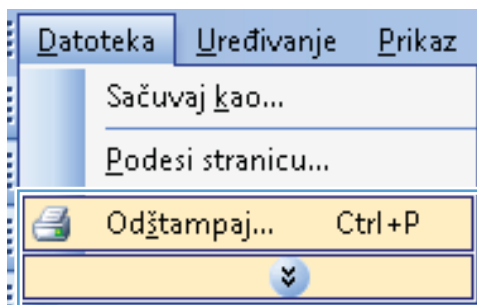 Datoteka Uređivanje Prikaz
Sačuvaj kao...
Podesi stranicu...
Odštampaj... Ctrl+P